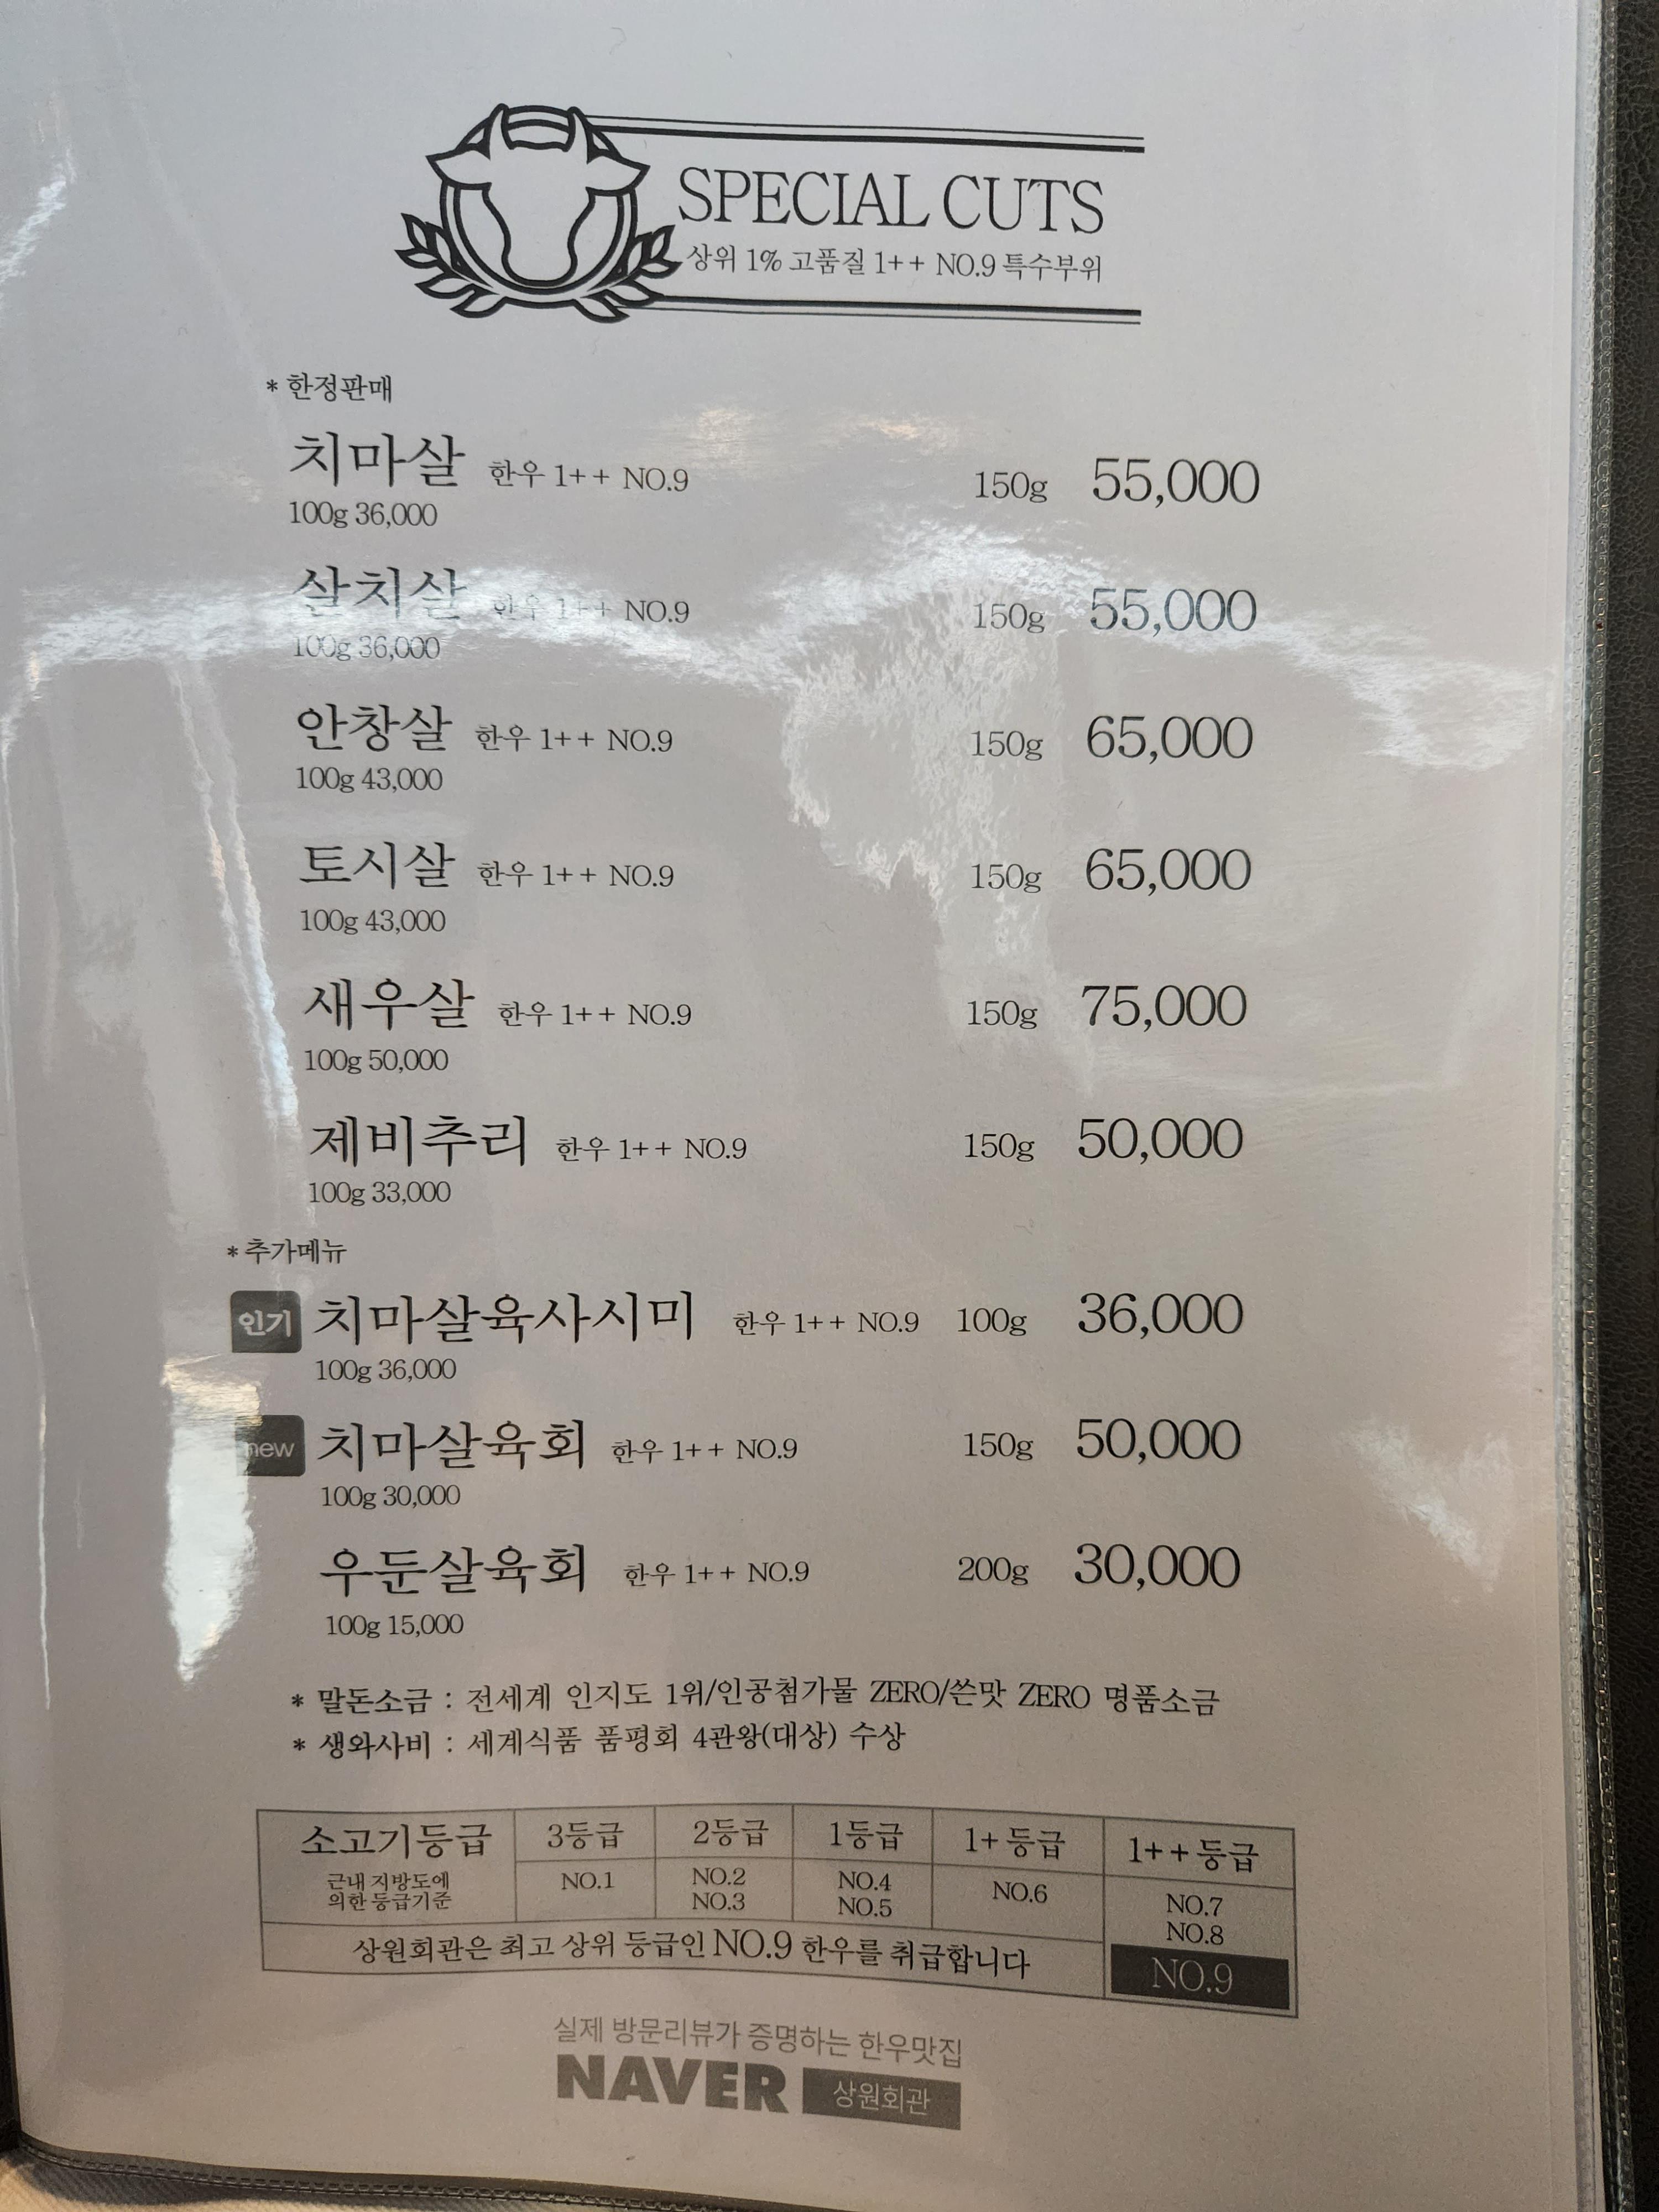 SPECIAL CUTS
상위 1% 고품질 1++ NO.9 특수부위
* 한정판매
치마살 한우 1++ NO.9 150g 55,000
100g 36,000
살치살 한우 1++ NO.9 150g 55,000
100g 36,000
안창살 한우 1++ NO.9 150g 65,000
100g 43,000
토시살 한우 1++ NO.9 150g 65,000
100g 43,000
새우살 한우 1++ NO.9 150g 75,000
100g 50,000
제비추리 한우 1++ NO.9 150g 50,000
100g 33,000
* 추가메뉴
인기 치마살육사시미 한우 1++ NO.9 100g 36,000
100g 36,000
new 치마살육회 한우 1++ NO.9 150g 50,000
100g 30,000
우둔살육회 한우 1++ NO.9 200g 30,000
100g 15,000
* 말돈소금 : 전세계 인지도 1위/인공첨가물 ZERO/쓴맛 ZERO 명품소금
* 생와사비 : 세계식품 품평회 4관왕(대상) 수상
소고기등급 3등급 2등급 1등급 1+ 등급 1++ 등급
근내 지방도에 NO.1 NO.2 NO.4 NO.6 NO.7
의한 등급기준 NO.3 NO.5 NO.8
상원회관은 최고 상위 등급인 NO.9 한우를 취급합니다 NO.9
실제 방문리뷰가 증명하는 한우맛집
NAVER 상원회관